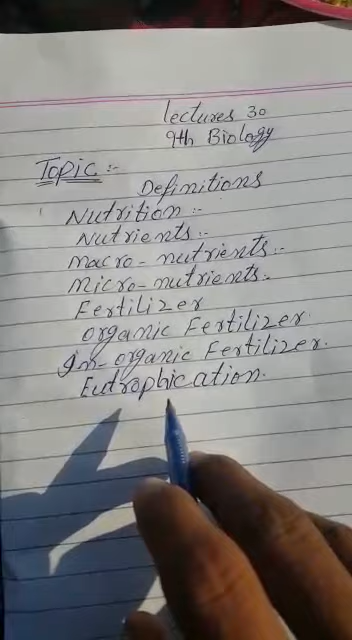 lectures 30
9th Biology
Topic :-
Definitions
Nutrition :-
Nutrients :-
macro - nutrients :-
micro - nutrients :-
Fertilizer
organic Fertilizer
In-organic Fertilizer.
Eutrophication.